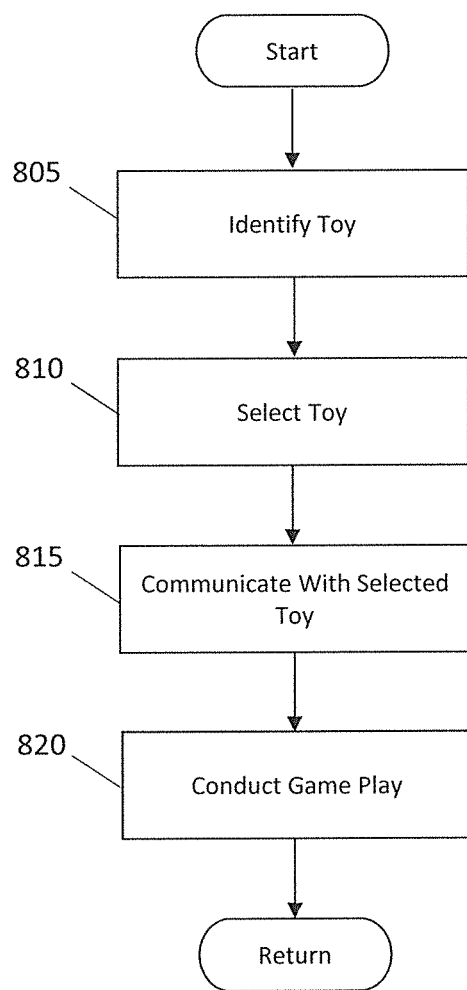 Start
805
Identify Toy
810
Select Toy
815
Communicate With Selected
Toy
820
Conduct Game Play
Return